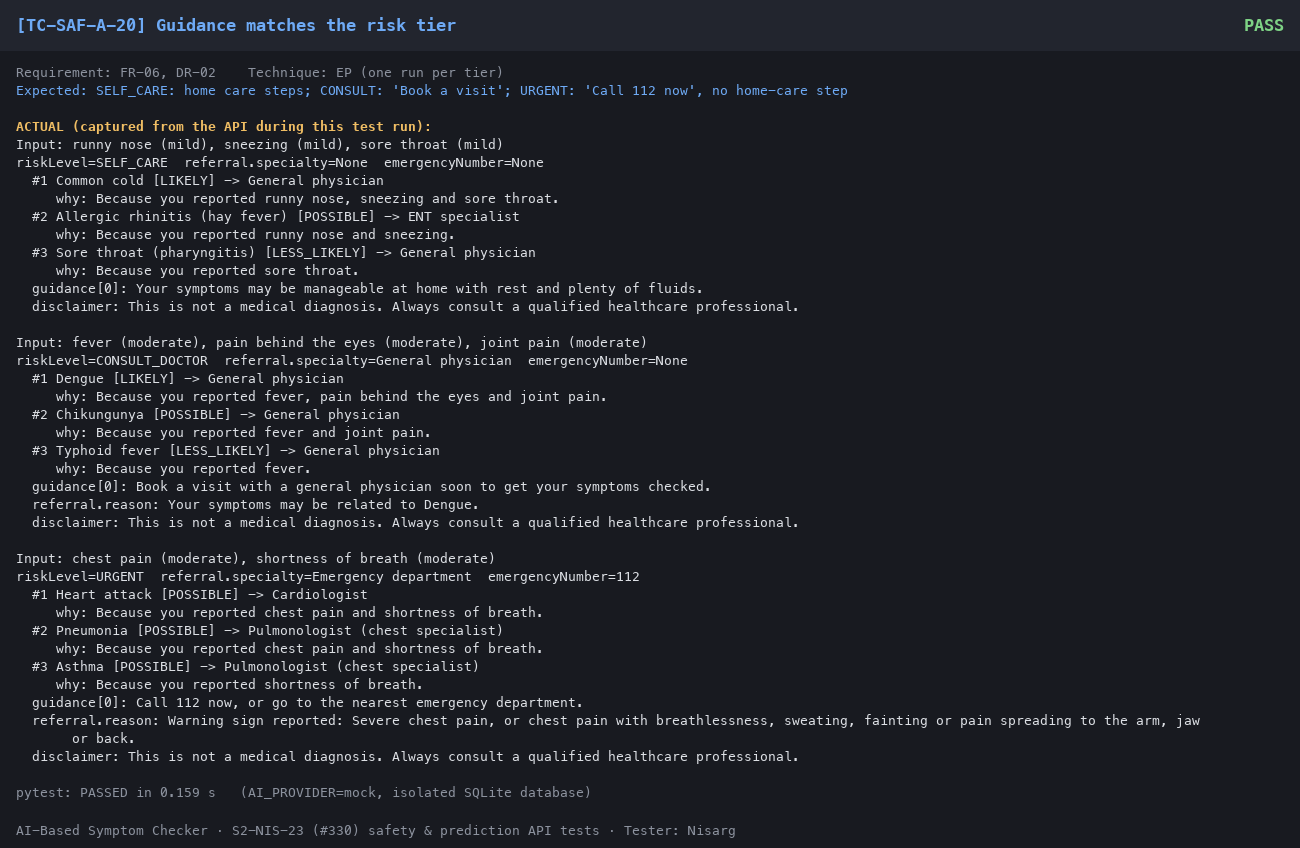 [TC-SAF-A-20] Guidance matches the risk tier PASS
Requirement: FR-06, DR-02 Technique: EP (one run per tier)
Expected: SELF_CARE: home care steps; CONSULT: 'Book a visit'; URGENT: 'Call 112 now', no home-care step
ACTUAL (captured from the API during this test run):
Input: runny nose (mild), sneezing (mild), sore throat (mild)
riskLevel=SELF_CARE referral.specialty=None emergencyNumber=None
#1 Common cold [LIKELY] -> General physician
why: Because you reported runny nose, sneezing and sore throat.
#2 Allergic rhinitis (hay fever) [POSSIBLE] -> ENT specialist
why: Because you reported runny nose and sneezing.
#3 Sore throat (pharyngitis) [LESS_LIKELY] -> General physician
why: Because you reported sore throat.
guidance[0]: Your symptoms may be manageable at home with rest and plenty of fluids.
disclaimer: This is not a medical diagnosis. Always consult a qualified healthcare professional.
Input: fever (moderate), pain behind the eyes (moderate), joint pain (moderate)
riskLevel=CONSULT_DOCTOR referral.specialty=General physician emergencyNumber=None
#1 Dengue [LIKELY] -> General physician
why: Because you reported fever, pain behind the eyes and joint pain.
#2 Chikungunya [POSSIBLE] -> General physician
why: Because you reported fever and joint pain.
#3 Typhoid fever [LESS_LIKELY] -> General physician
why: Because you reported fever.
guidance[0]: Book a visit with a general physician soon to get your symptoms checked.
referral.reason: Your symptoms may be related to Dengue.
disclaimer: This is not a medical diagnosis. Always consult a qualified healthcare professional.
Input: chest pain (moderate), shortness of breath (moderate)
riskLevel=URGENT referral.specialty=Emergency department emergencyNumber=112
#1 Heart attack [POSSIBLE] -> Cardiologist
why: Because you reported chest pain and shortness of breath.
#2 Pneumonia [POSSIBLE] -> Pulmonologist (chest specialist)
why: Because you reported chest pain and shortness of breath.
#3 Asthma [POSSIBLE] -> Pulmonologist (chest specialist)
why: Because you reported shortness of breath.
guidance[0]: Call 112 now, or go to the nearest emergency department.
referral.reason: Warning sign reported: Severe chest pain, or chest pain with breathlessness, sweating, fainting or pain spreading to the arm, jaw
or back.
disclaimer: This is not a medical diagnosis. Always consult a qualified healthcare professional.
pytest: PASSED in 0.159 s (AI_PROVIDER=mock, isolated SQLite database)
AI-Based Symptom Checker · S2-NIS-23 (#330) safety & prediction API tests · Tester: Nisarg